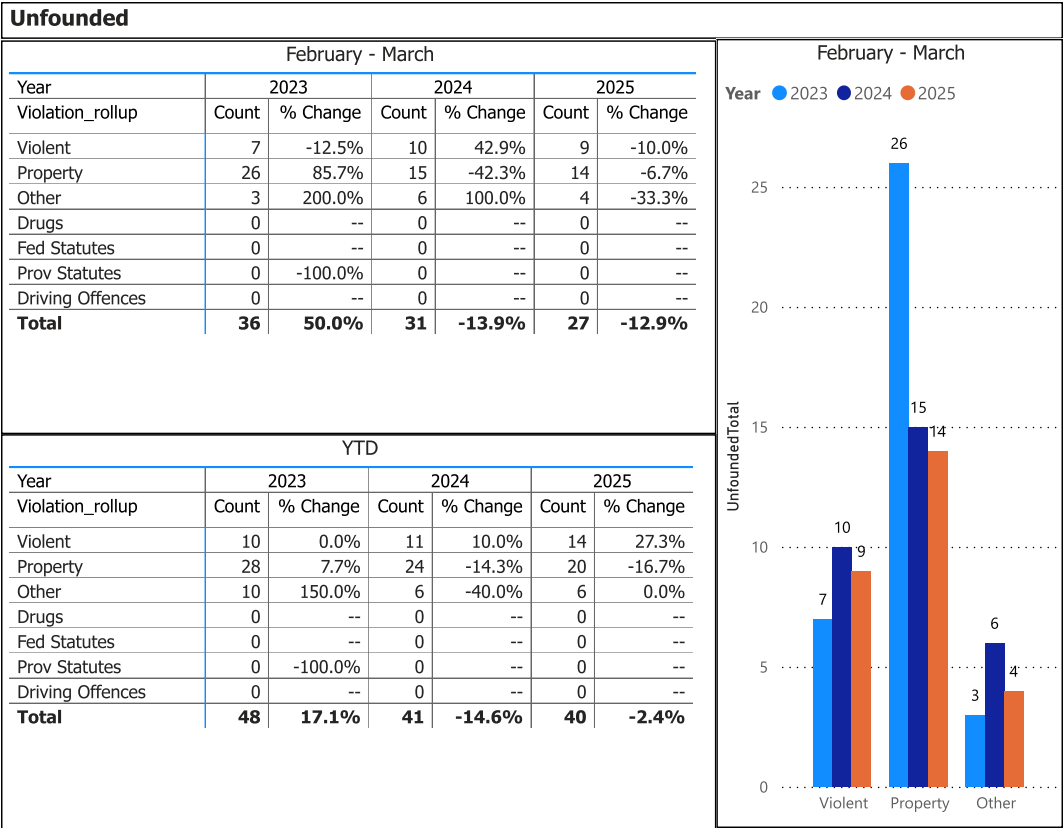 Unfounded
February - March
Year 2023 2024 2025
Violation_rollup Count % Change Count % Change Count % Change
Violent 7 -12.5% 10 42.9% 9 -10.0%
Property 26 85.7% 15 -42.3% 14 -6.7%
Other 3 200.0% 6 100.0% 4 -33.3%
Drugs 0 -- 0 -- 0 --
Fed Statutes 0 -- 0 -- 0 --
Prov Statutes 0 -100.0% 0 -- 0 --
Driving Offences 0 -- 0 -- 0 --
Total 36 50.0% 31 -13.9% 27 -12.9%
YTD
Year 2023 2024 2025
Violation_rollup Count % Change Count % Change Count % Change
Violent 10 0.0% 11 10.0% 14 27.3%
Property 28 7.7% 24 -14.3% 20 -16.7%
Other 10 150.0% 6 -40.0% 6 0.0%
Drugs 0 -- 0 -- 0 --
Fed Statutes 0 -- 0 -- 0 --
Prov Statutes 0 -100.0% 0 -- 0 --
Driving Offences 0 -- 0 -- 0 --
Total 48 17.1% 41 -14.6% 40 -2.4%
February - March
Year 2023 2024 2025
UnfoundedTotal
26
25
20
15
15
14
10
10
9
7
6
5
4
3
0
Violent Property Other